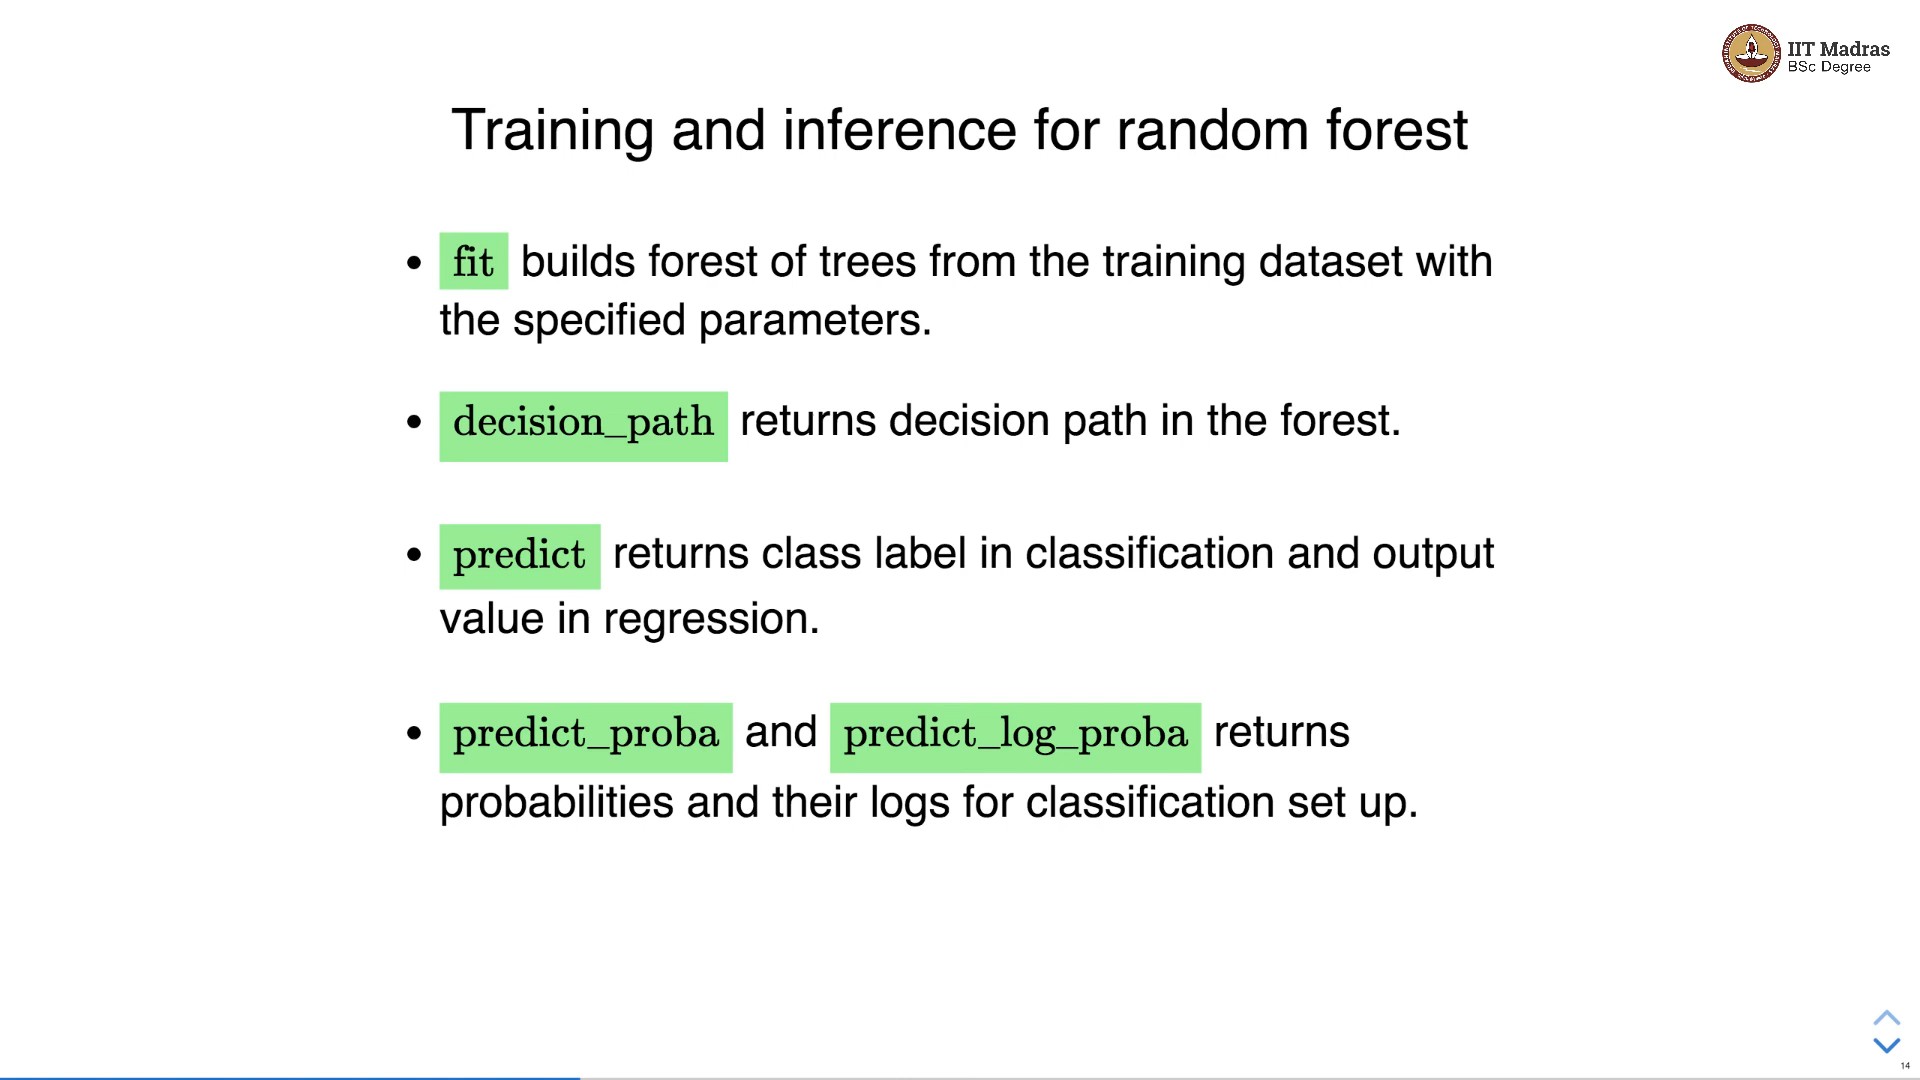 IIT Madras
BSc Degree
Training and inference for random forest
• fit builds forest of trees from the training dataset with
the specified parameters.
• decision_path returns decision path in the forest.
• predict returns class label in classification and output
value in regression.
• predict_proba and predict_log_proba returns
probabilities and their logs for classification set up.
14